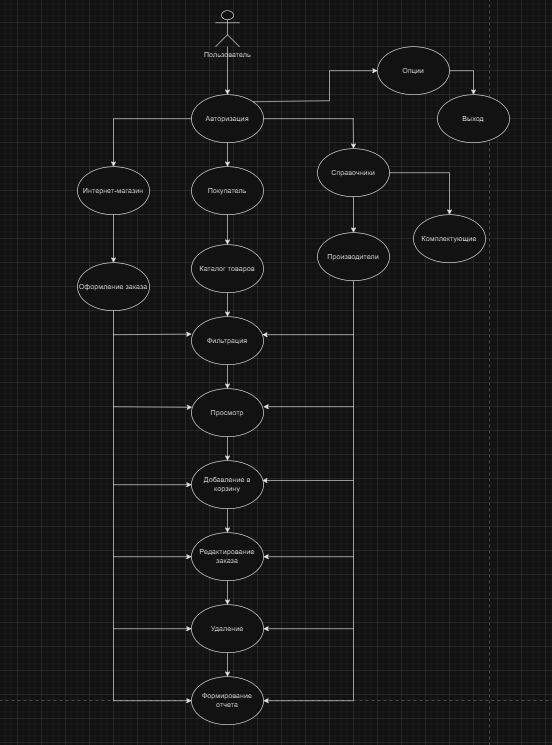 Пользователь
Опции
Авторизация
Выход
Справочники
Интернет-магазин
Покупатель
Комплектующие
Производители
Каталог товаров
Оформление заказа
Фильтрация
Просмотр
Добавление в
корзину
Редактирование
заказа
Удаление
Формирование
отчета